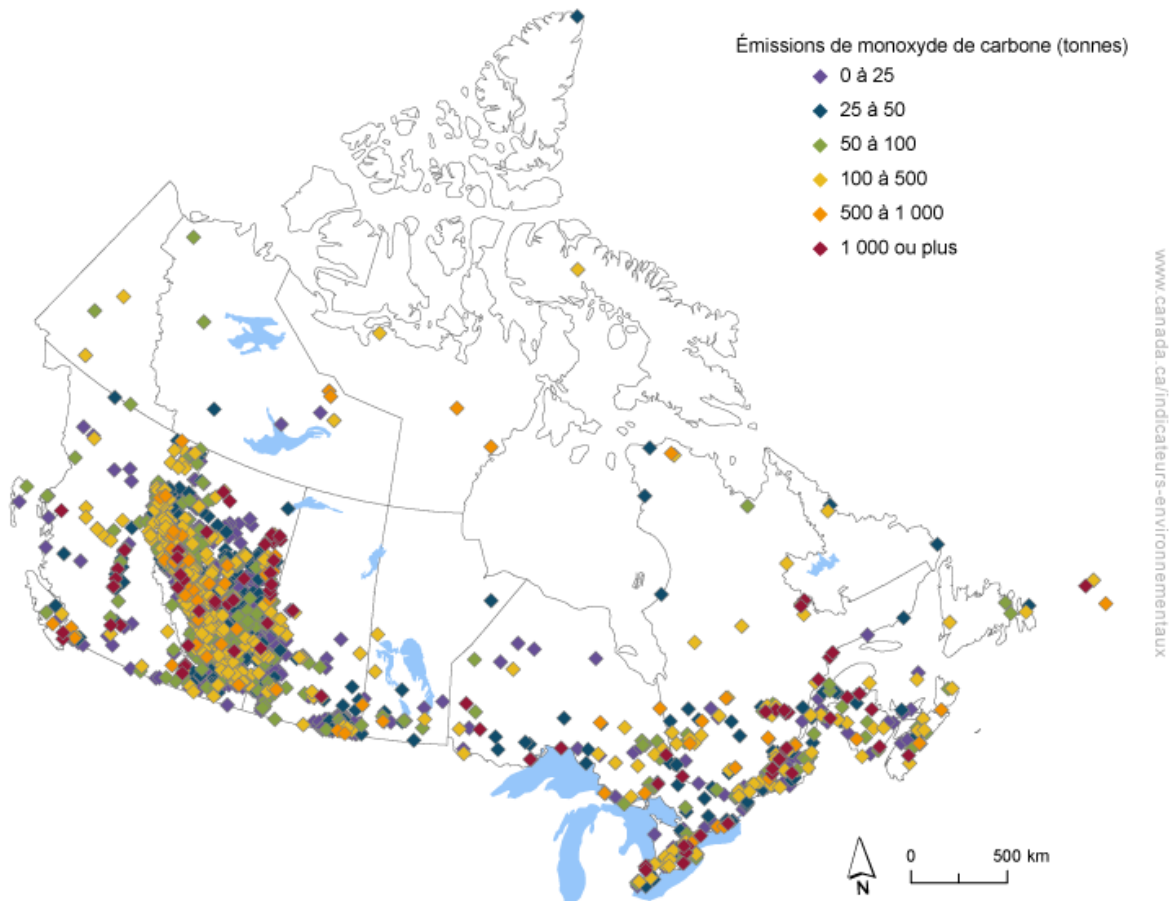 Émissions de monoxyde de carbone (tonnes)
0 à 25
25 à 50
50 à 100
100 à 500
500 à 1 000
1 000 ou plus
www.canada.ca/indicateurs-environnementaux
N
0 500 km